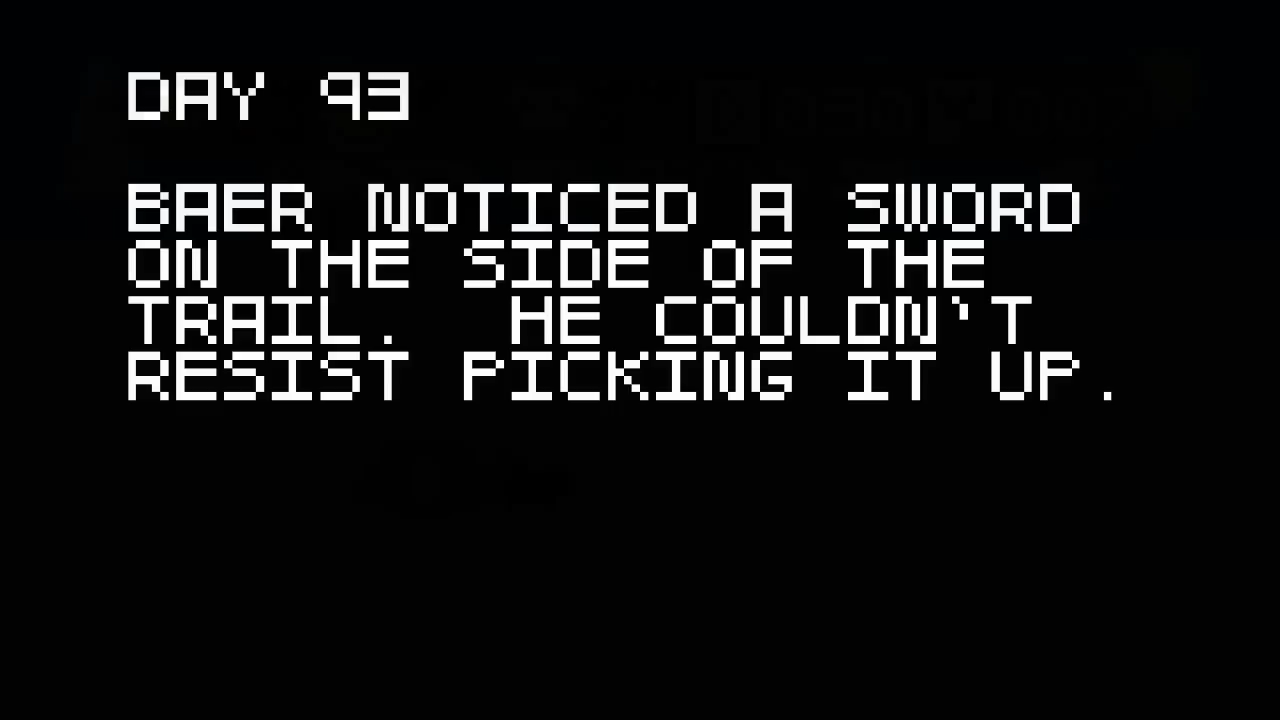 DAY 93
BAER NOTICED A SWORD
ON THE SIDE OF THE
TRAIL.  HE COULDN'T
RESIST PICKING IT UP.